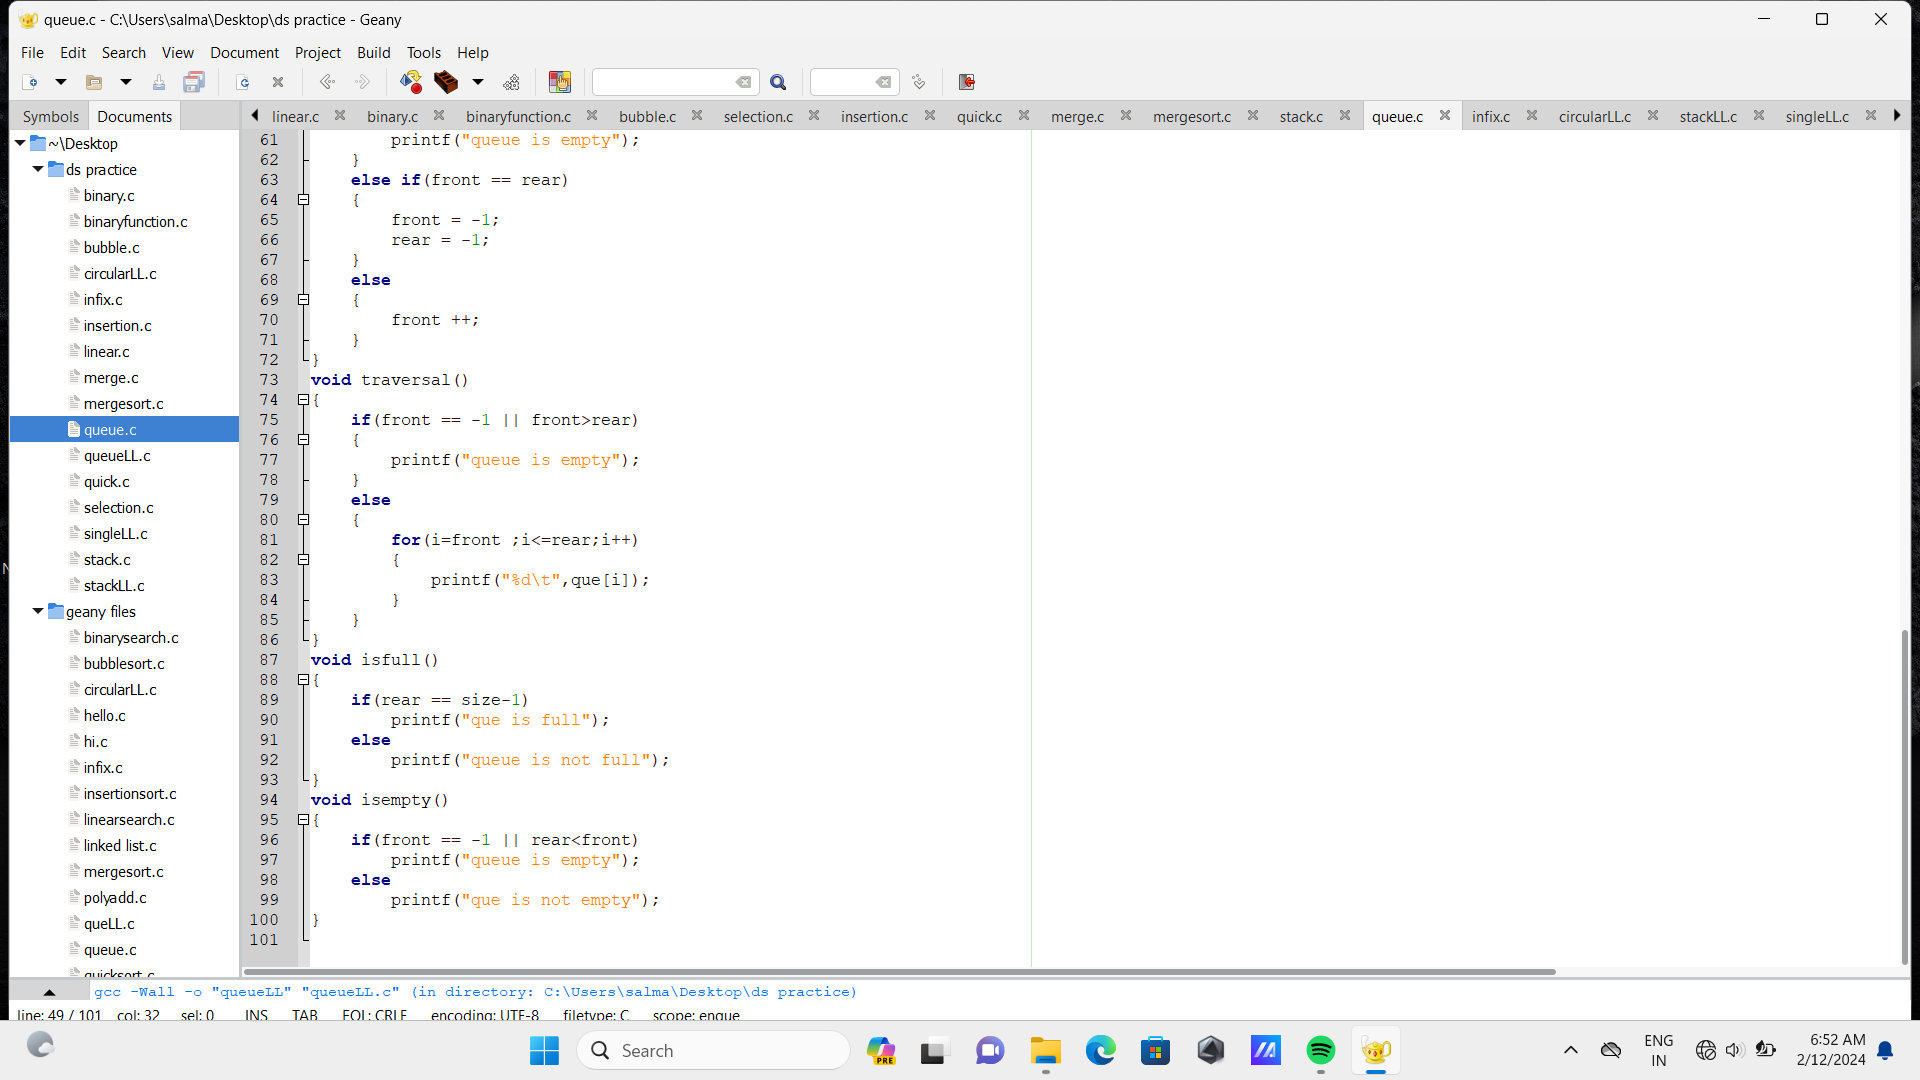 queue.c - C:\Users\salma\Desktop\ds practice - Geany
File Edit Search View Document Project Build Tools Help
Symbols Documents linear.c binary.c binaryfunction.c bubble.c selection.c insertion.c quick.c merge.c mergesort.c stack.c queue.c infix.c circularLL.c stackLL.c singleLL.c
~\Desktop
ds practice
binary.c
binaryfunction.c
bubble.c
circularLL.c
infix.c
insertion.c
linear.c
merge.c
mergesort.c
queue.c
queueLL.c
quick.c
selection.c
singleLL.c
stack.c
stackLL.c
geany files
binarysearch.c
bubblesort.c
circularLL.c
hello.c
hi.c
infix.c
insertionsort.c
linearsearch.c
linked list.c
mergesort.c
polyadd.c
queLL.c
queue.c
quicksort.c
61 printf("queue is empty");
62 }
63 else if(front == rear)
64 {
65 front = -1;
66 rear = -1;
67 }
68 else
69 {
70 front ++;
71 }
72 }
73 void traversal()
74 {
75 if(front == -1 || front>rear)
76 {
77 printf("queue is empty");
78 }
79 else
80 {
81 for(i=front ;i<=rear;i++)
82 {
83 printf("%d\t",que[i]);
84 }
85 }
86 }
87 void isfull()
88 {
89 if(rear == size-1)
90 printf("que is full");
91 else
92 printf("queue is not full");
93 }
94 void isempty()
95 {
96 if(front == -1 || rear<front)
97 printf("queue is empty");
98 else
99 printf("que is not empty");
100 }
101
gcc -Wall -o "queueLL" "queueLL.c" (in directory: C:\Users\salma\Desktop\ds practice)
line: 49 / 101 col: 32 sel: 0 INS TAB EOL: CRLF encoding: UTF-8 filetype: C scope: enque
Search
PRE
ENG
IN
6:52 AM
2/12/2024